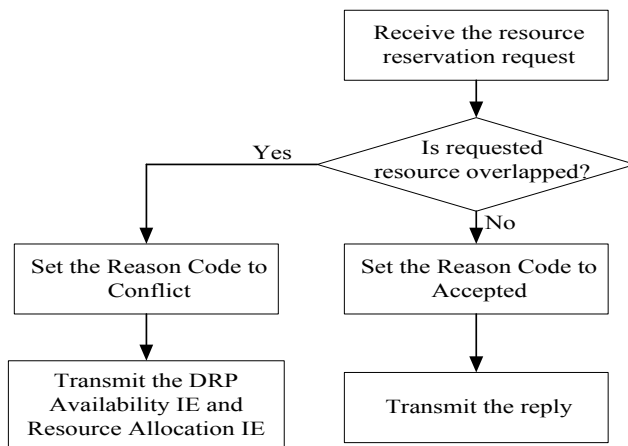 Receive the resource
reservation request
Is requested
resource overlapped?
Yes
No
Set the Reason Code to
Conflict
Set the Reason Code to
Accepted
Transmit the DRP
Availability IE and
Resource Allocation IE
Transmit the reply